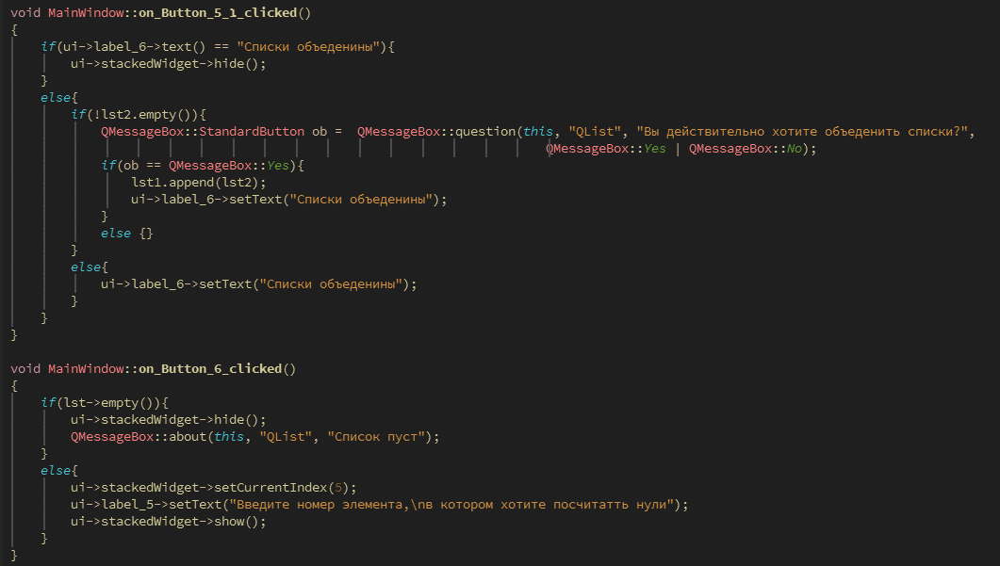 void MainWindow::on_Button_5_1_clicked()
{
    if(ui->label_6->text() == "Списки объеденины"){
        ui->stackedWidget->hide();
    }
    else{
        if(!lst2.empty()){
            QMessageBox::StandardButton ob =  QMessageBox::question(this, "QList", "Вы действительно хотите объеденить списки?",
                                                                       QMessageBox::Yes | QMessageBox::No);
            if(ob == QMessageBox::Yes){
                lst1.append(lst2);
                ui->label_6->setText("Списки объеденины");
            }
            else {}
        }
        else{
            ui->label_6->setText("Списки объеденины");
        }
    }
}

void MainWindow::on_Button_6_clicked()
{
    if(lst->empty()){
        ui->stackedWidget->hide();
        QMessageBox::about(this, "QList", "Список пуст");
    }
    else{
        ui->stackedWidget->setCurrentIndex(5);
        ui->label_5->setText("Введите номер элемента,\nв котором хотите посчитатть нули");
        ui->stackedWidget->show();
    }
}